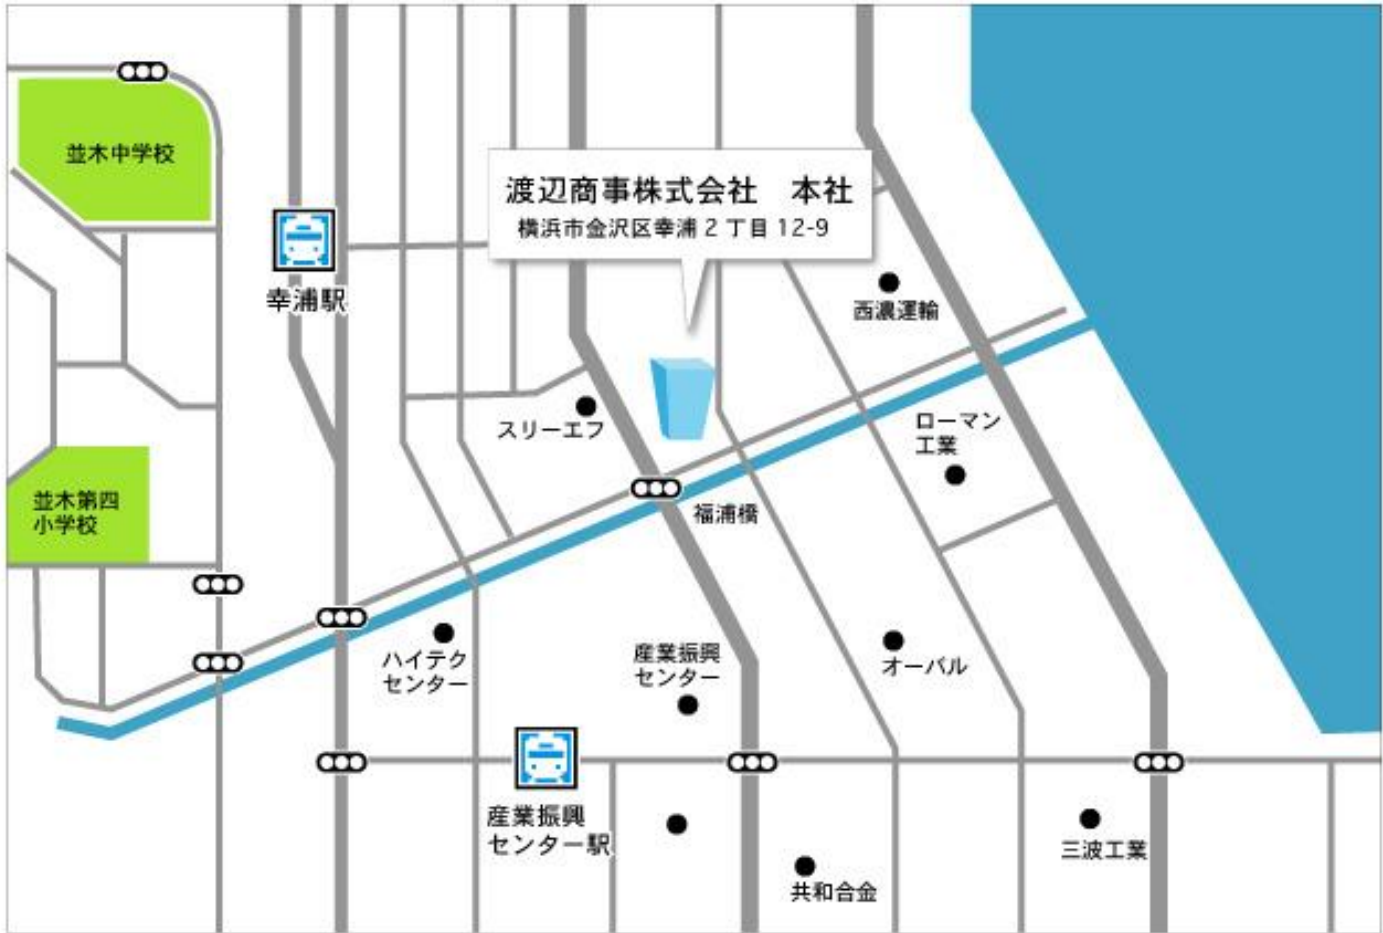 並木中学校
渡辺商事株式会社　本社
横浜市金沢区幸浦2丁目12-9
幸浦駅
西濃運輸
スリーエフ
ローマン
工業
並木第四
小学校
福浦橋
ハイテク
センター
産業振興
センター
オーバル
産業振興
センター駅
三波工業
共和合金